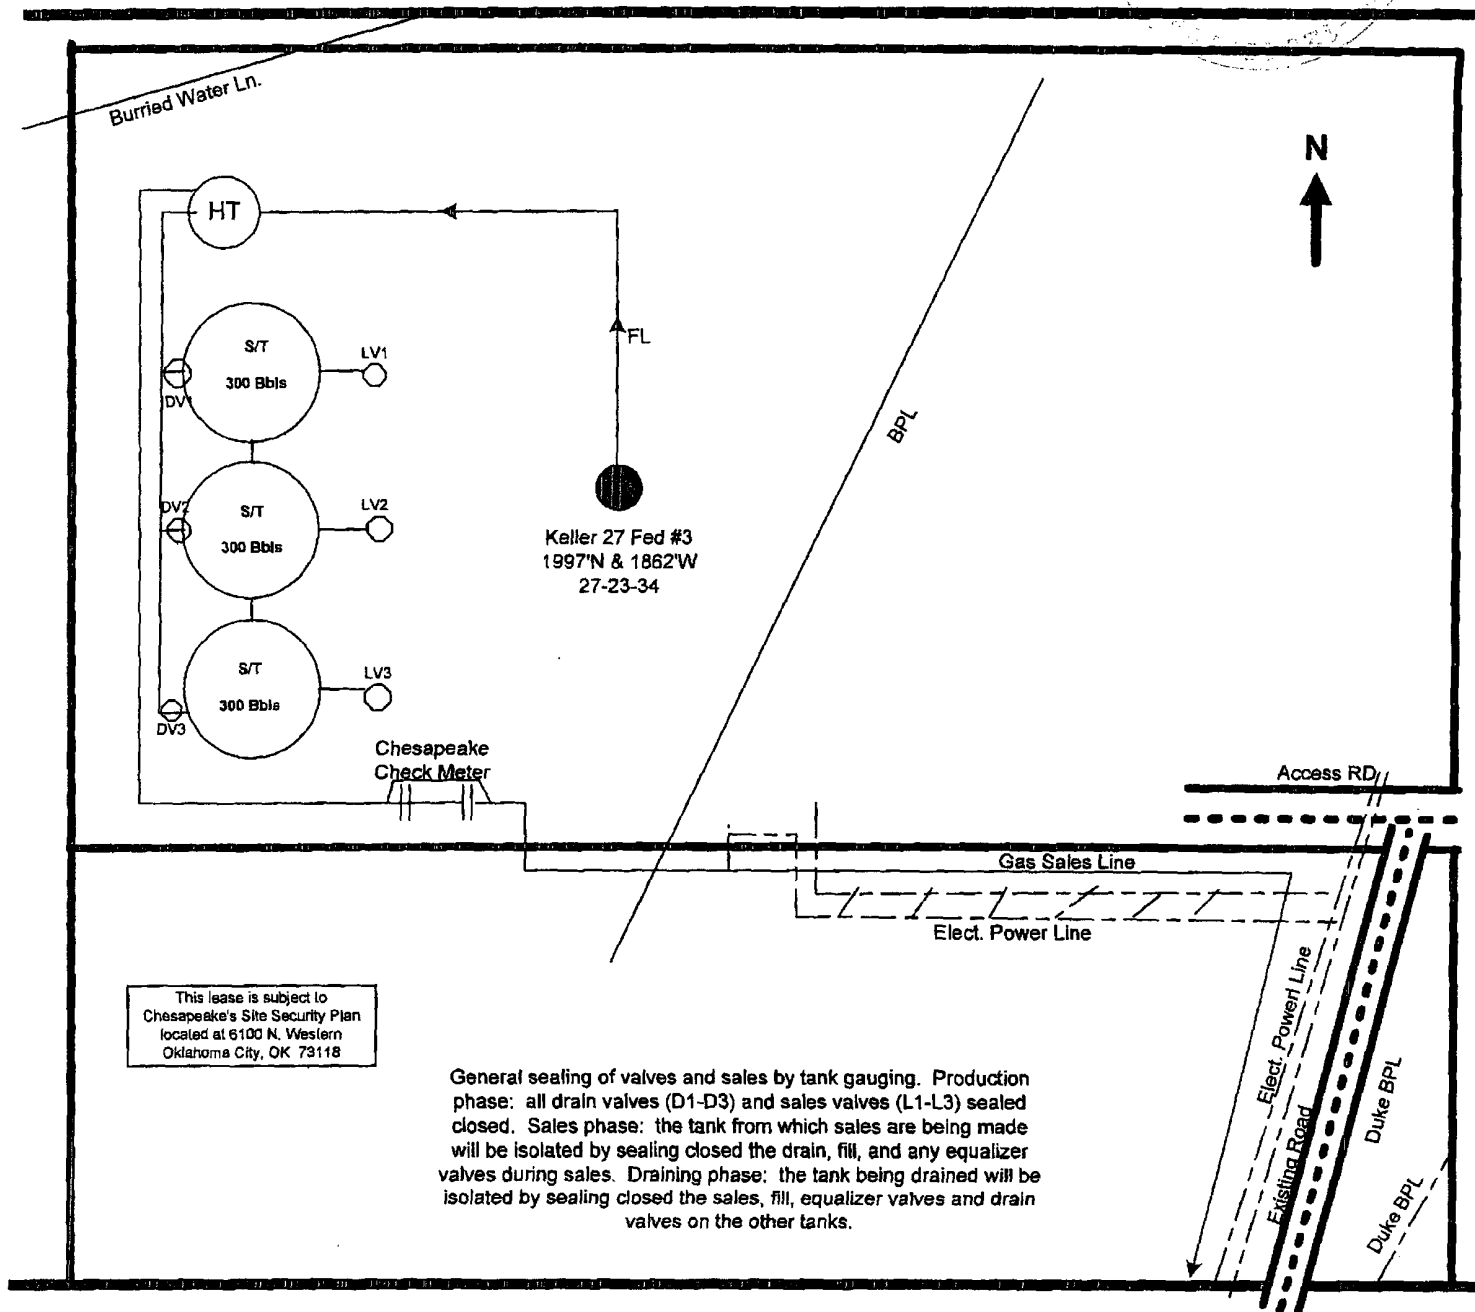 Burried Water Ln.
N
HT
FL
S/T
300 Bbls
LV1
DV1
BPL
S/T
300 Bbls
LV2
DV2
Keller 27 Fed #3
1997'N & 1862'W
27-23-34
S/T
300 Bbls
LV3
DV3
Chesapeake
Check Meter
Access RD
Gas Sales Line
Elect. Power Line
Elect. Powerl Line
Existing Road
Duke BPL
Duke BPL
This lease is subject to
Chesapeake's Site Security Plan
located at 6100 N. Western
Oklahoma City, OK 73118
General sealing of valves and sales by tank gauging. Production
phase: all drain valves (D1-D3) and sales valves (L1-L3) sealed
closed. Sales phase: the tank from which sales are being made
will be isolated by sealing closed the drain, fill, and any equalizer
valves during sales. Draining phase: the tank being drained will be
isolated by sealing closed the sales, fill, equalizer valves and drain
valves on the other tanks.